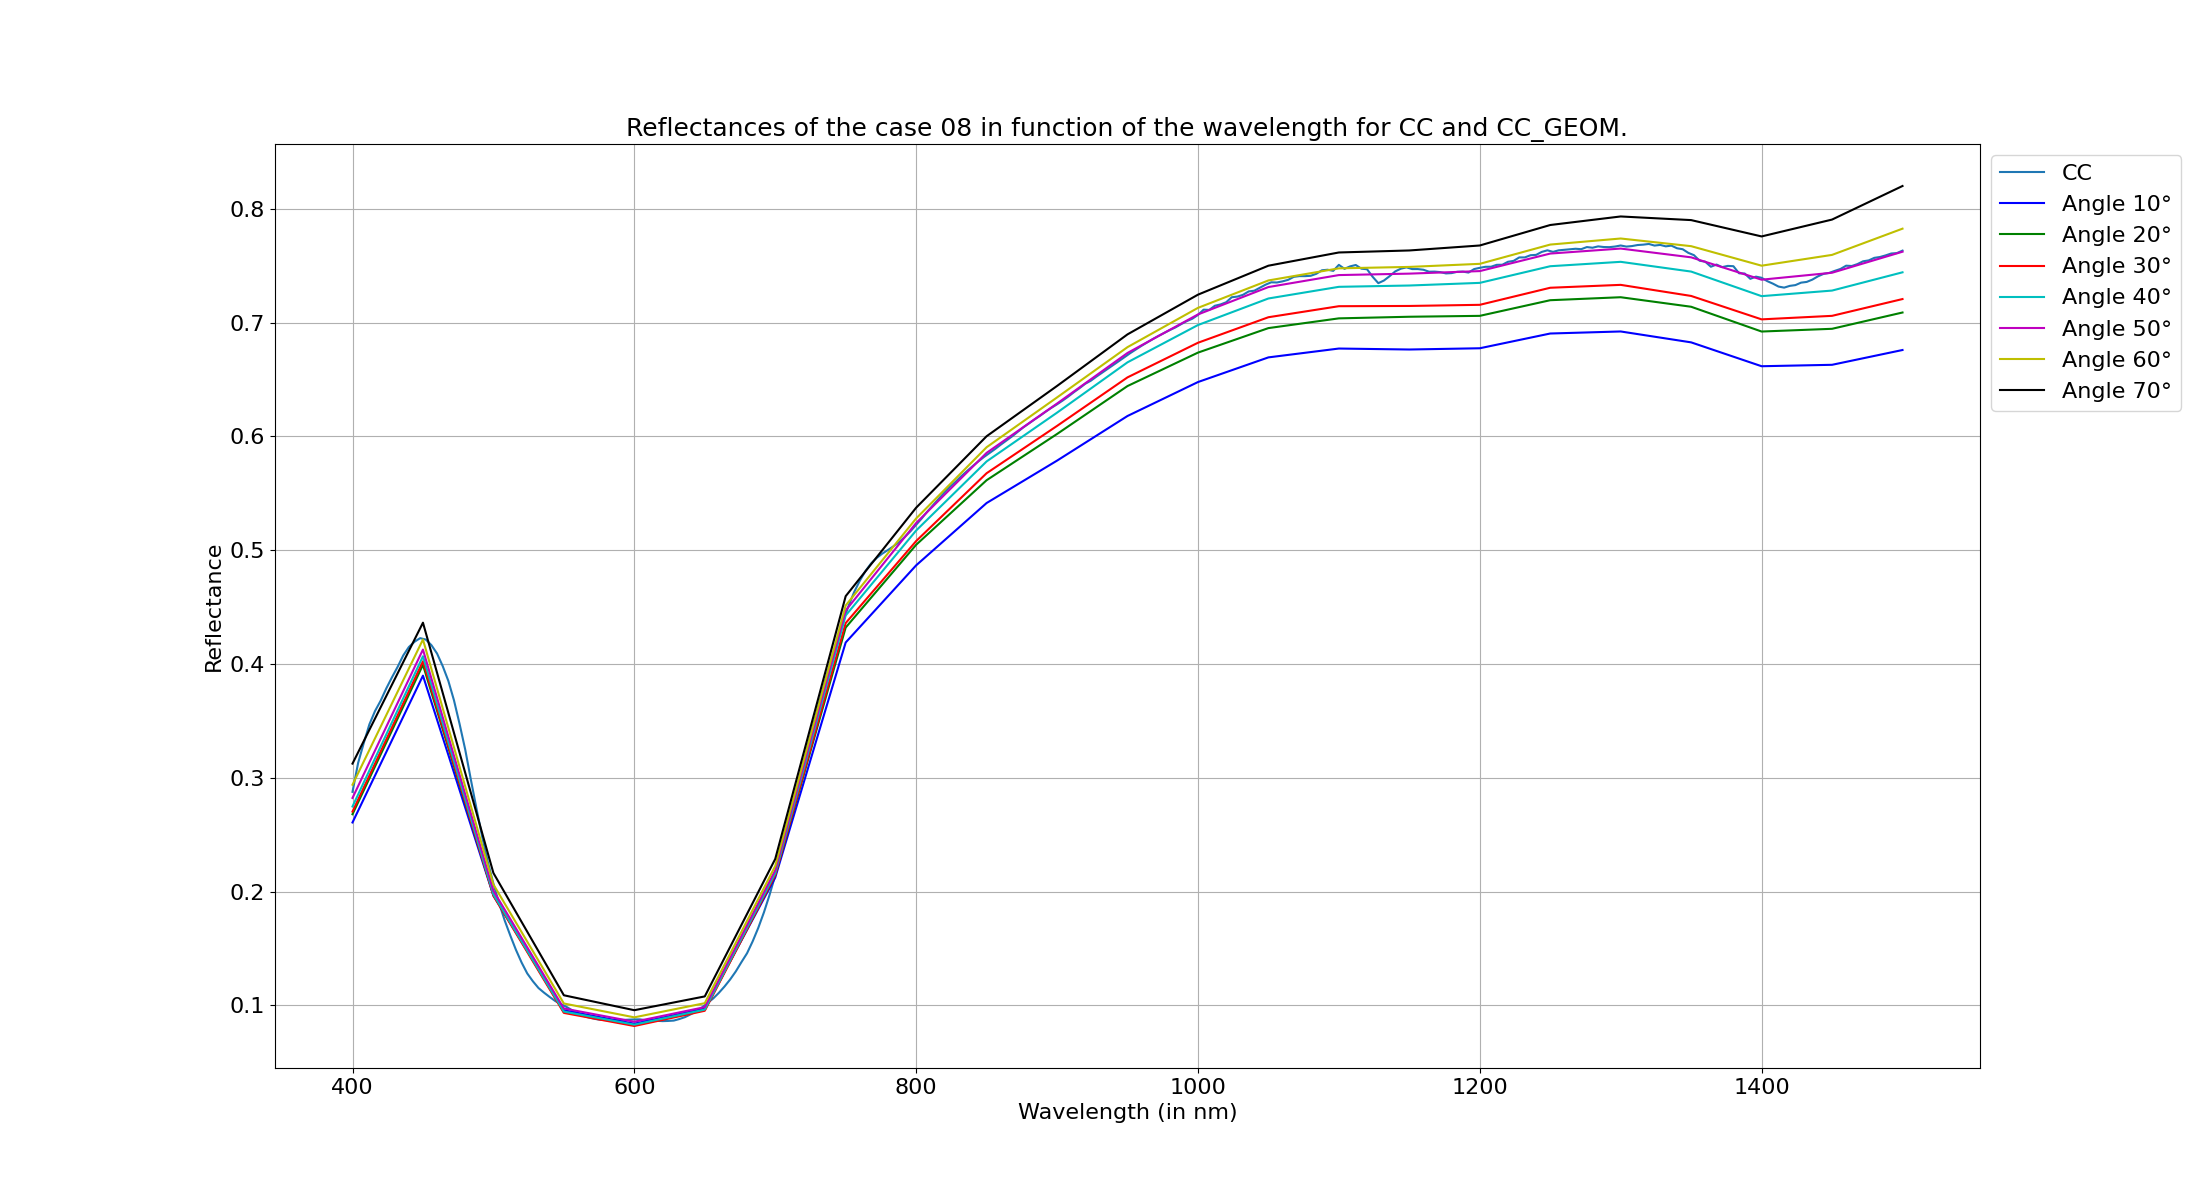 Reflectances of the case 08 in function of the wavelength for CC and CC_GEOM.
CC
Angle 10°
Angle 20°
Angle 30°
Angle 40°
Angle 50°
Angle 60°
Angle 70°
0.8
0.7
0.6
0.5
0.4
0.3
0.2
0.1
Reflectance
400 600 800 1000 1200 1400
Wavelength (in nm)